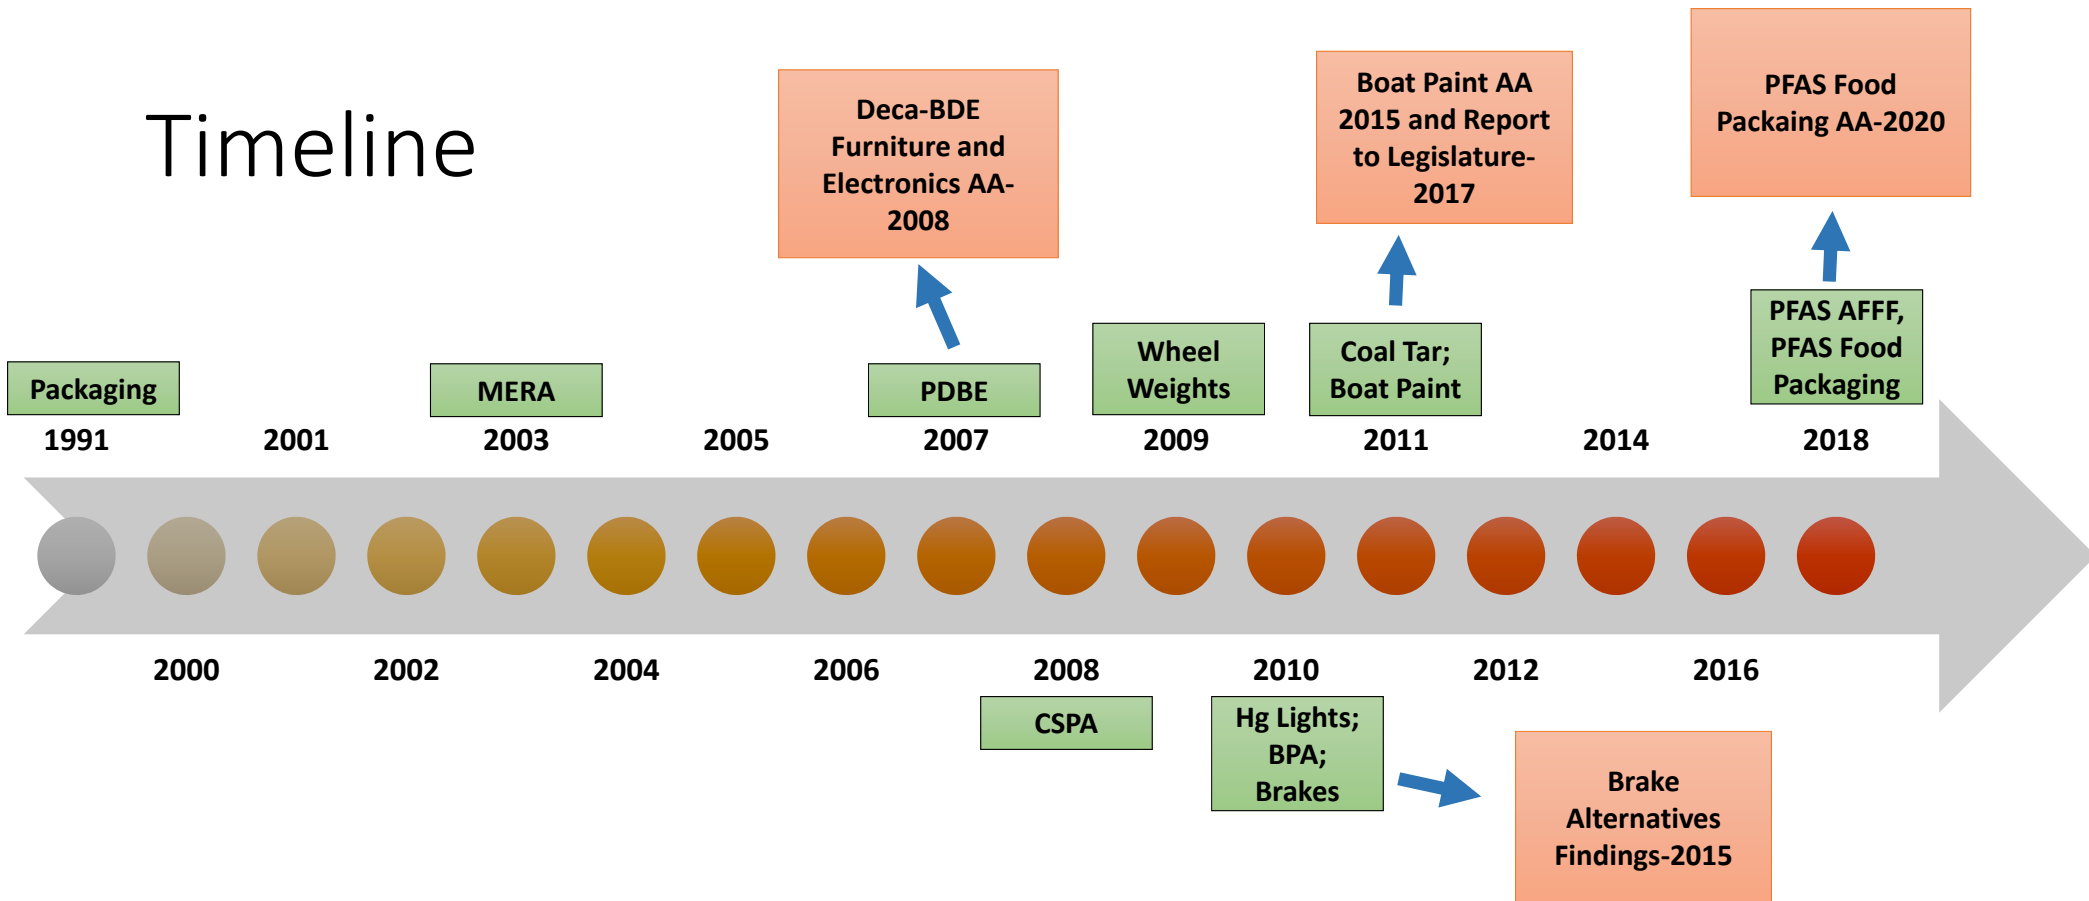 Timeline
Deca-BDE
Furniture and
Electronics AA-
2008
Boat Paint AA
2015 and Report
to Legislature-
2017
PFAS Food
Packaing AA-2020
Packaging
MERA
PDBE
Wheel
Weights
Coal Tar;
Boat Paint
PFAS AFFF,
PFAS Food
Packaging
1991
2001
2003
2005
2007
2009
2011
2014
2018
2000
2002
2004
2006
2008
2010
2012
2016
CSPA
Hg Lights;
BPA;
Brakes
Brake
Alternatives
Findings-2015